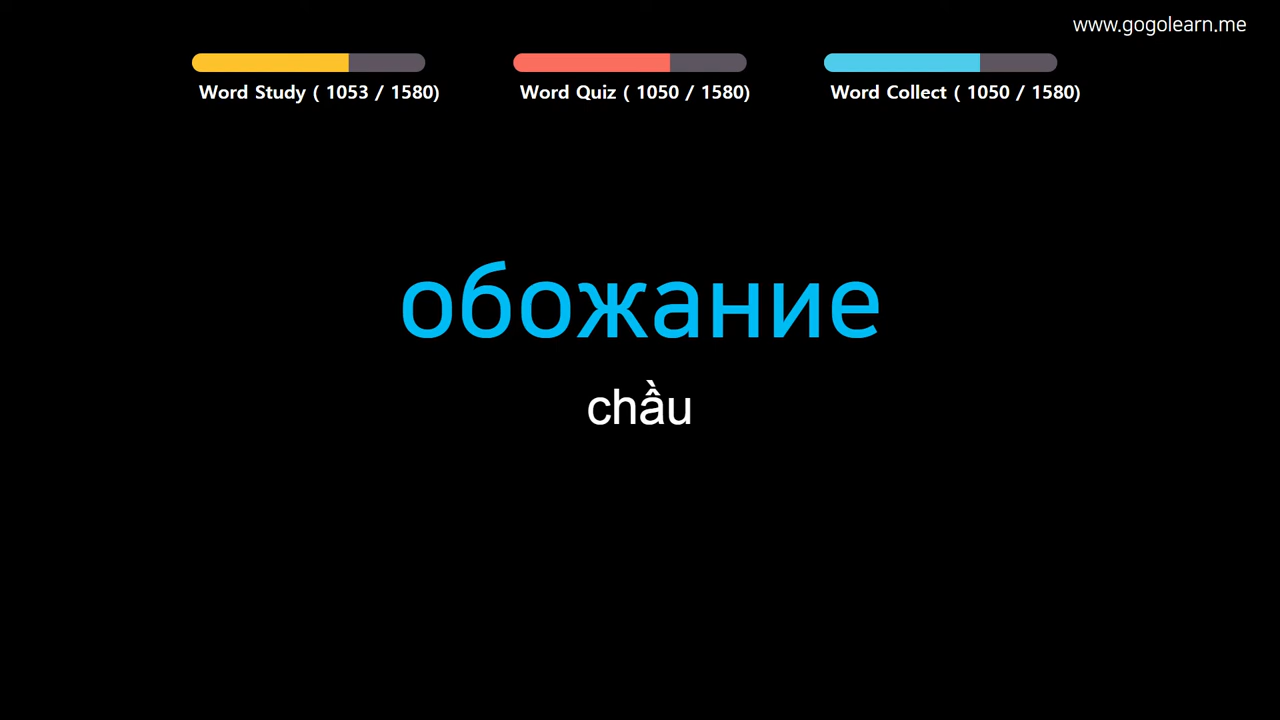 www.gogolearn.me
Word Study ( 1053 / 1580)
Word Quiz ( 1050 / 1580)
Word Collect ( 1050 / 1580)
обожание
chầu